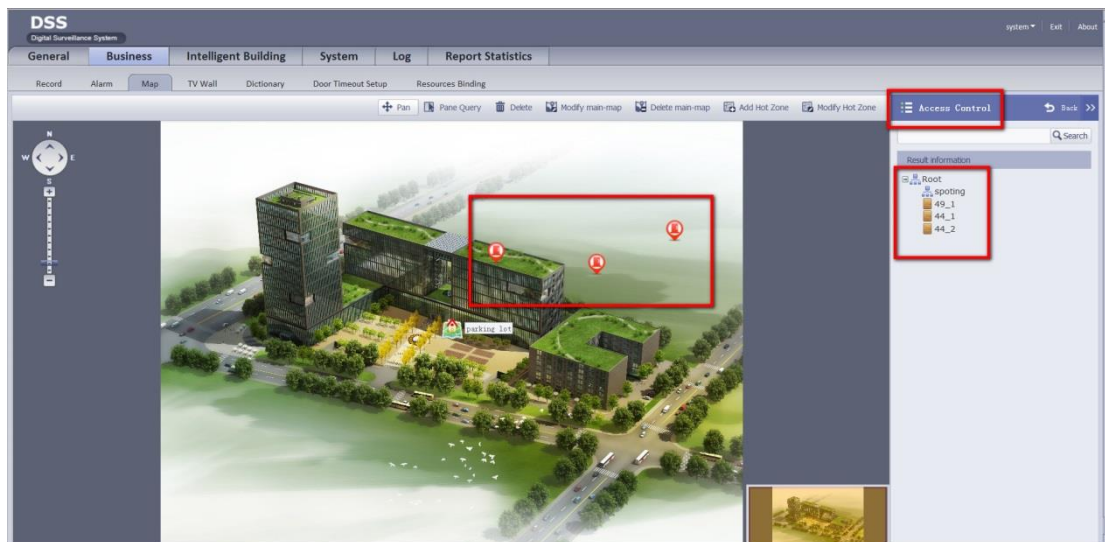 DSS
Digital Surveillance System
system Exit About
General Business Intelligent Building System Log Report Statistics
Record Alarm Map TV Wall Dictionary Door Timeout Setup Resources Binding
Pan Pane Query Delete Modify main-map Delete main-map Add Hot Zone Modify Hot Zone Access Control Back
Search
N
W E
S
Result information
Root
spoting
49_1
44_1
44_2
parking lot